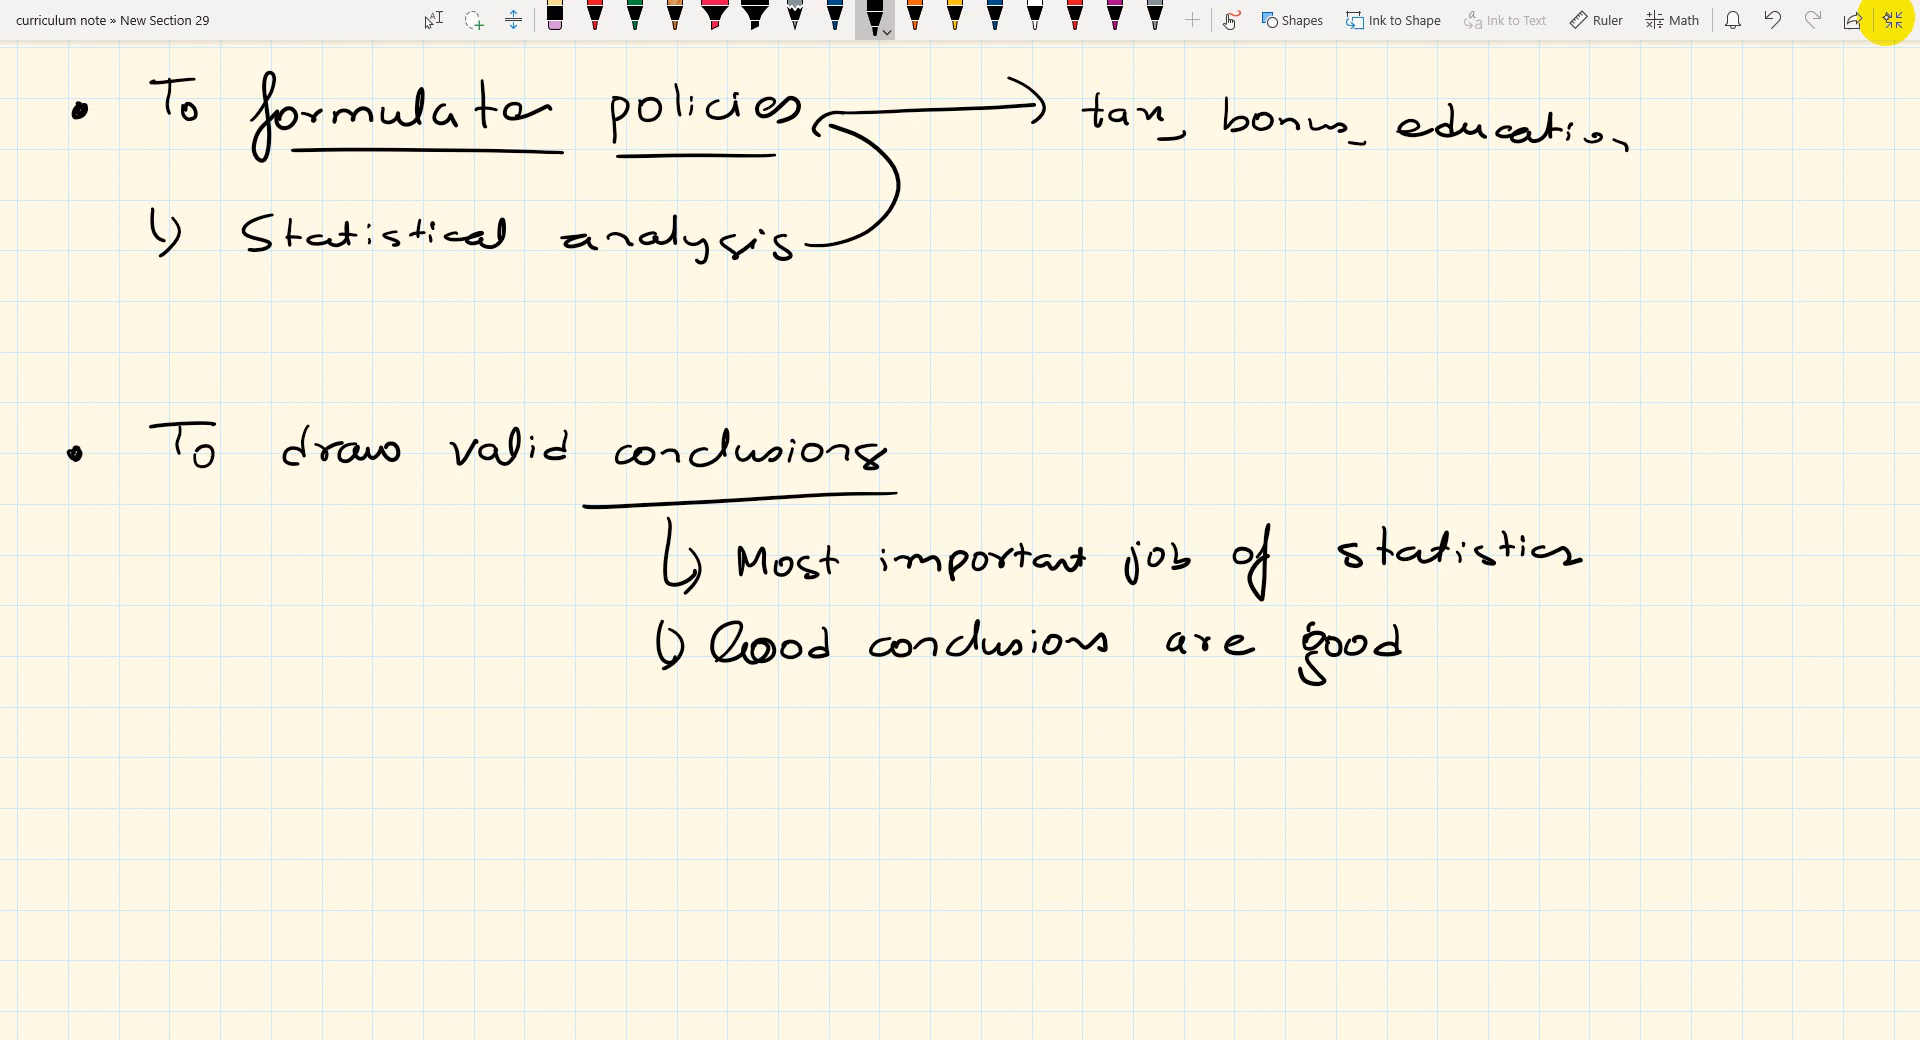 curriculum note » New Section 29
Shapes Ink to Shape Ink to Text Ruler Math
• To formulate policies → tax, bonus, education,
↳ Statistical analysis
• To draw valid conclusions
↳ Most important job of statistics
↳ Good conclusions are good